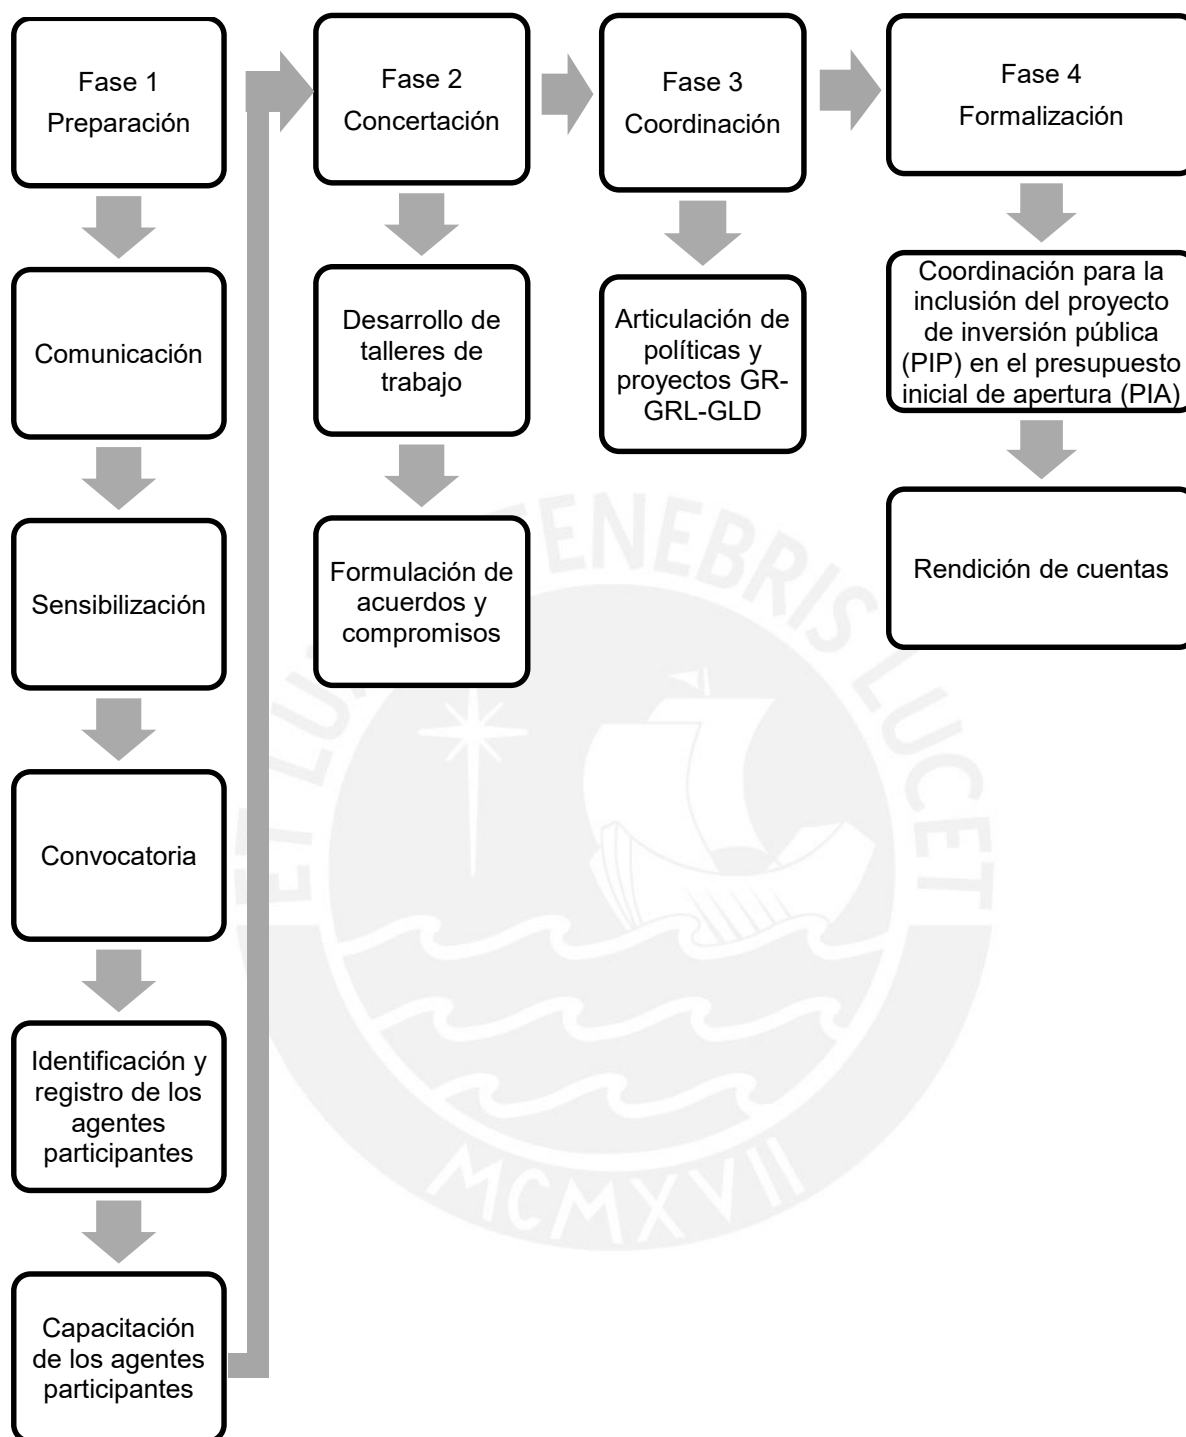 Fase 1
Preparación
Comunicación
Sensibilización
Convocatoria
Identificación y
registro de los
agentes
participantes
Capacitación
de los agentes
participantes
Fase 2
Concertación
Desarrollo de
talleres de
trabajo
Formulación de
acuerdos y
compromisos
Fase 3
Coordinación
Articulación de
políticas y
proyectos GR-
GRL-GLD
Fase 4
Formalización
Coordinación para la
inclusión del proyecto
de inversión pública
(PIP) en el presupuesto
inicial de apertura (PIA)
Rendición de cuentas
TENEBRIS LUCET
MCMXVII